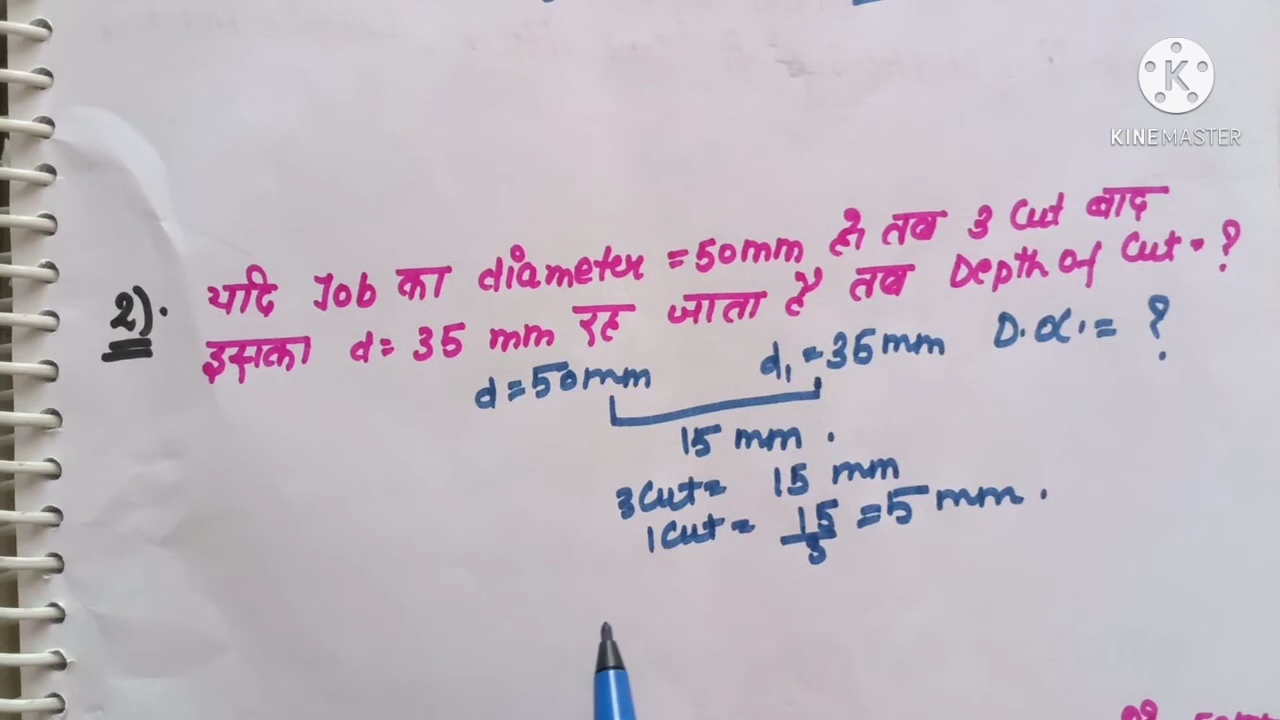 KINEMASTER
2). यदि Job का diameter = 50mm है। तब 3 Cut बाद
इसका d = 35 mm रह जाता है तब Depth of Cut = ?
d = 50mm d₁ = 35mm D.O.C. = ?
15 mm.
3Cut = 15 mm
1Cut = 15/3 = 5 mm.